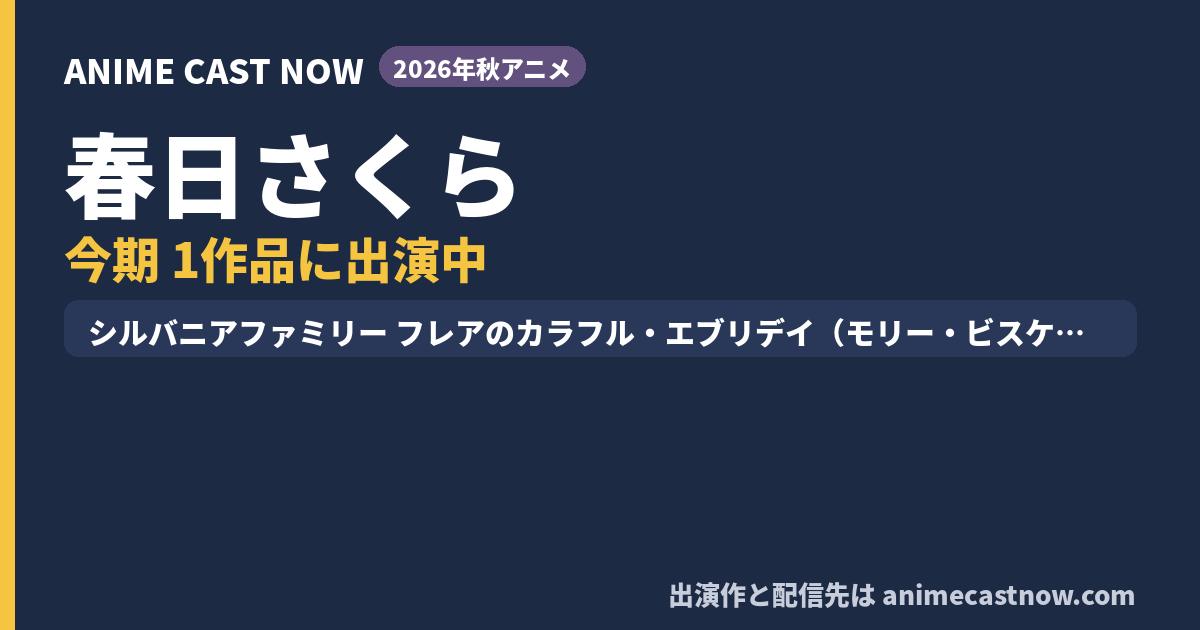 ANIME CAST NOW 2026年秋アニメ
春日さくら
今期 1作品に出演中
シルバニアファミリー フレアのカラフル・エブリデイ（モリー・ビスケ…
出演作と配信先は animecastnow.com